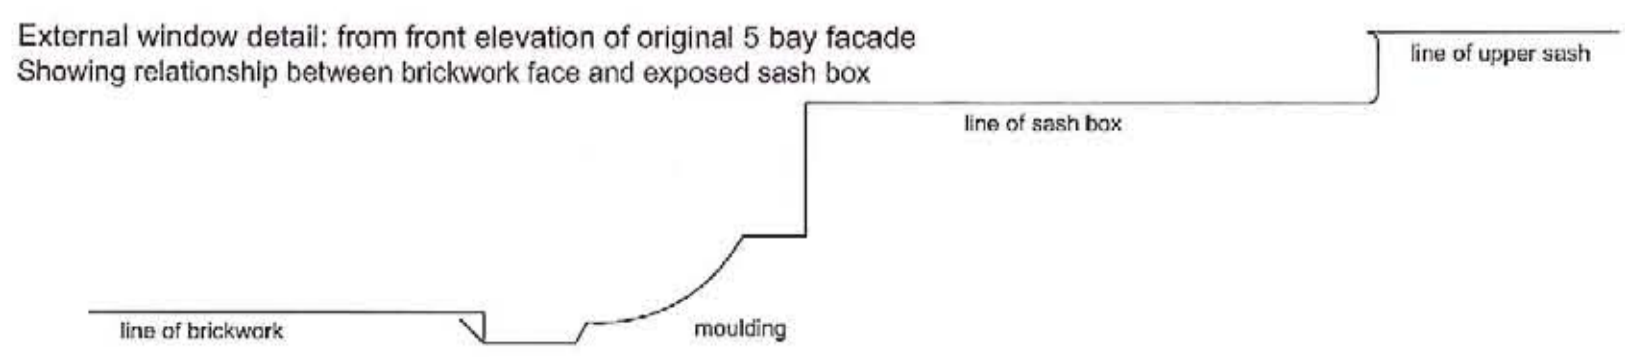 External window detail: from front elevation of original 5 bay facade
Showing relationship between brickwork face and exposed sash box
line of upper sash
line of sash box
line of brickwork
moulding